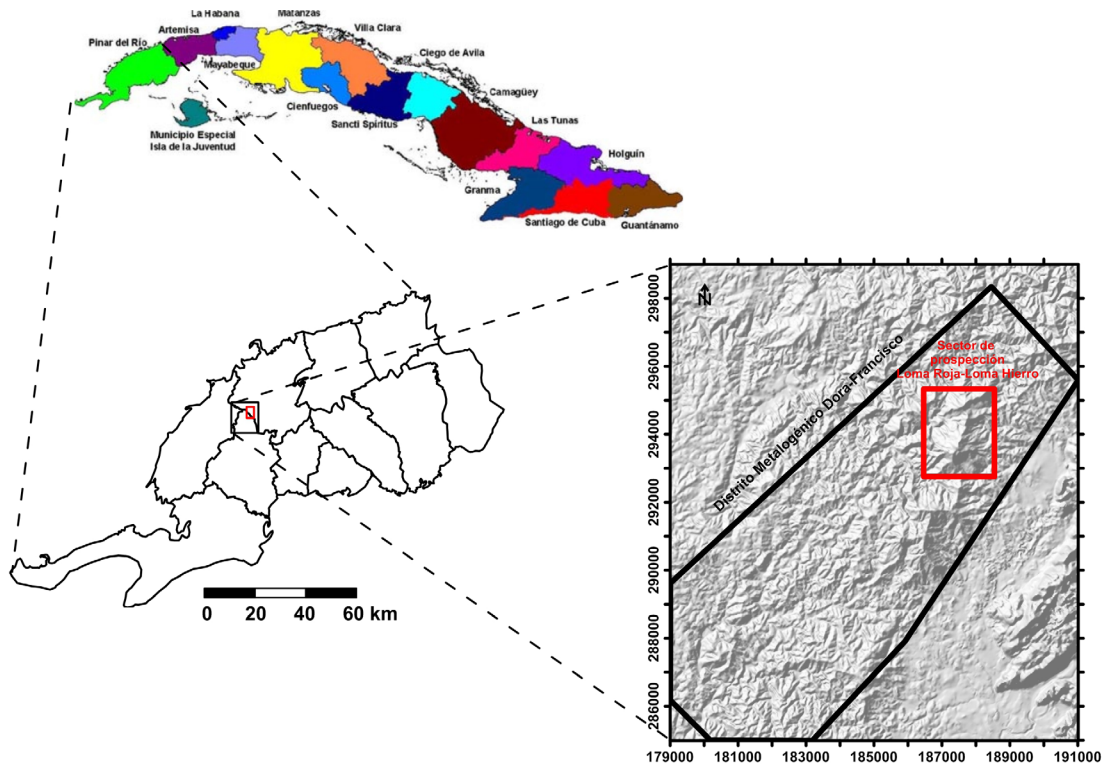 La Habana
Matanzas
Artemisa
Villa Clara
Pinar del Río
Ciego de Avila
Mayabeque
Camagüey
Cienfuegos
Sancti Spíritus
Las Tunas
Municipio Especial
Isla de la Juventud
Holguín
Granma
Santiago de Cuba
Guantánamo
N
298000
296000
294000
292000
290000
288000
286000
Sector de
prospección
Loma Roja-Loma Hierro
Distrito Metalogénico Dora-Francisco
0 20 40 60 km
179000 181000 183000 185000 187000 189000 191000